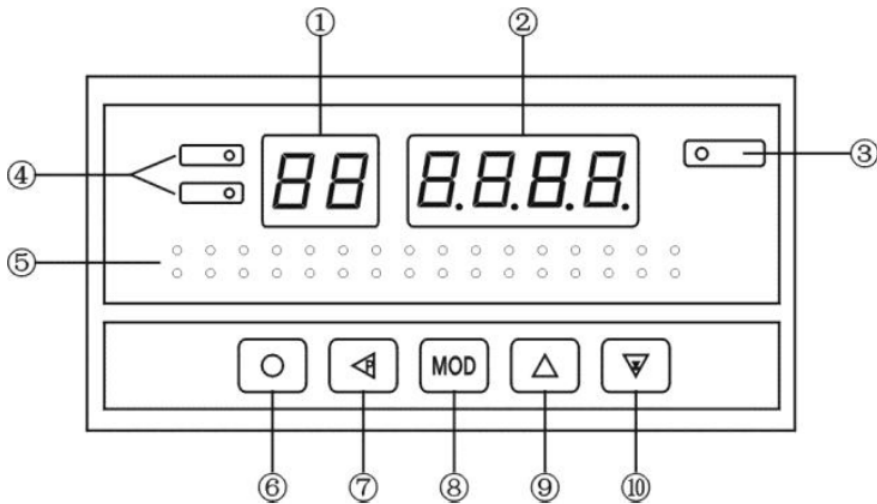 ① ②
88 8.8.8.8.
③
④
⑤
P MOD
⑥ ⑦ ⑧ ⑨ ⑩